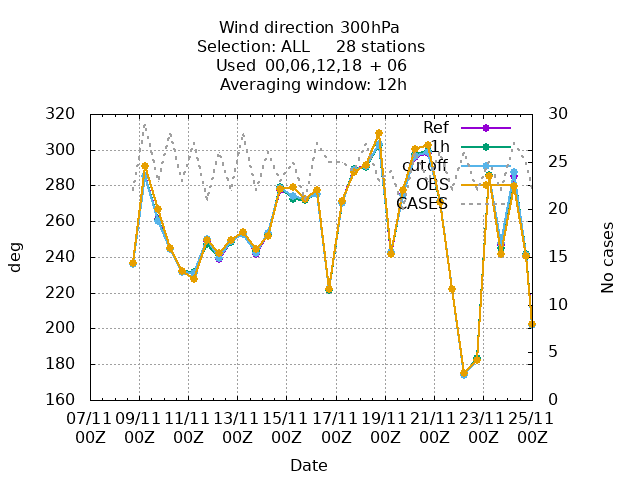 Wind direction 300hPa
Selection: ALL 28 stations
Used 00,06,12,18 + 06
Averaging window: 12h
320
300
280
260
240
220
200
180
160
30
25
20
15
10
5
0
deg
No cases
Ref
1h
cutoff
OBS
CASES
07/11 09/11 11/11 13/11 15/11 17/11 19/11 21/11 23/11 25/11
00Z 00Z 00Z 00Z 00Z 00Z 00Z 00Z 00Z 00Z
Date